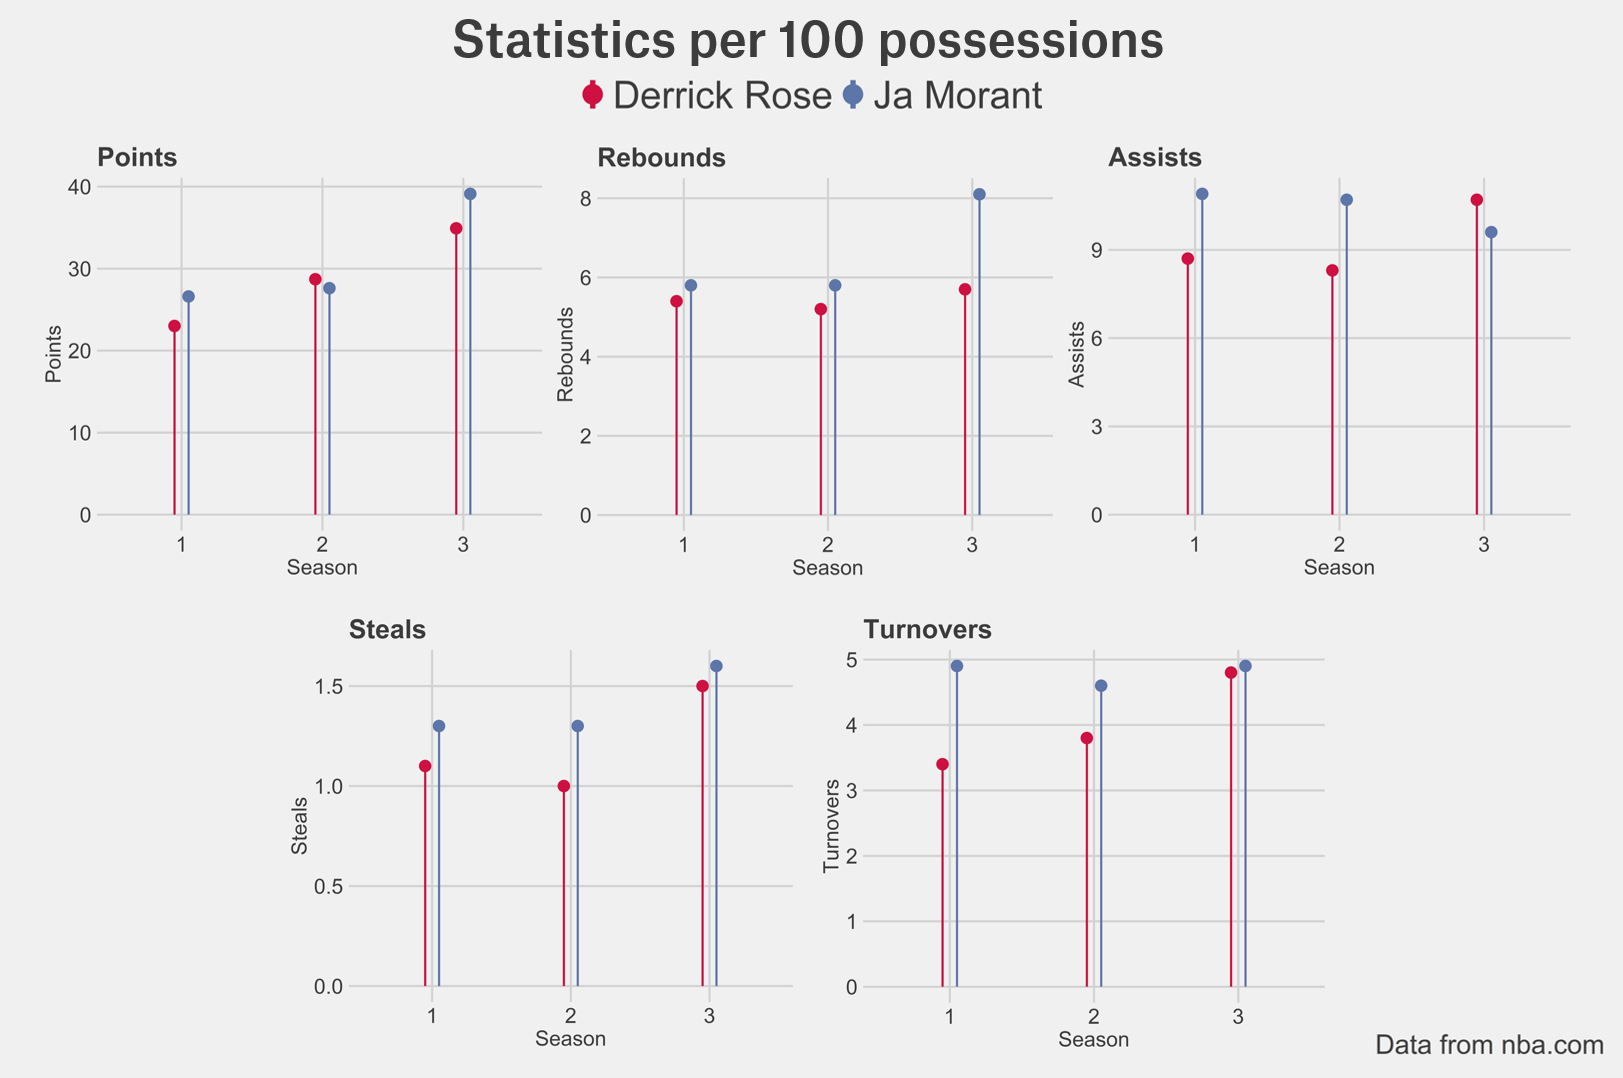 Statistics per 100 possessions
Derrick Rose Ja Morant
Points
Rebounds
Assists
40
30
20
10
0
Points
1 2 3
Season
8
6
4
2
0
Rebounds
1 2 3
Season
9
6
3
0
Assists
1 2 3
Season
Steals
Turnovers
1.5
1.0
0.5
0.0
Steals
1 2 3
Season
5
4
3
2
1
0
Turnovers
1 2 3
Season
Data from nba.com